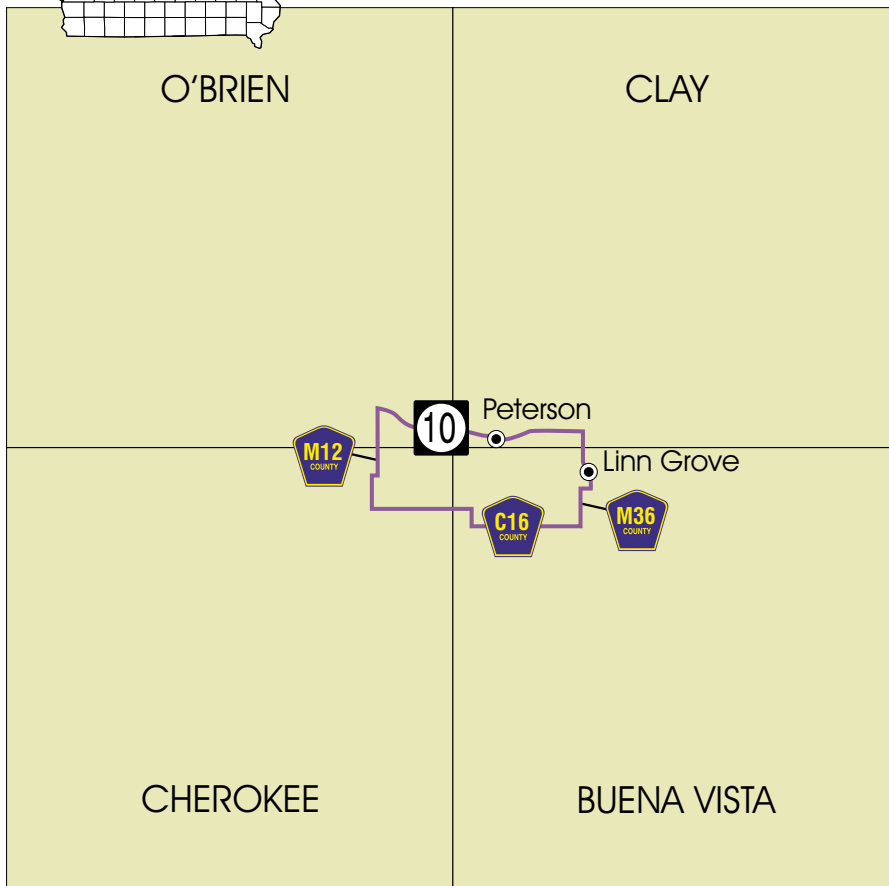 O'BRIEN
CLAY
10
Peterson
M12
COUNTY
Linn Grove
C16
COUNTY
M36
COUNTY
CHEROKEE
BUENA VISTA